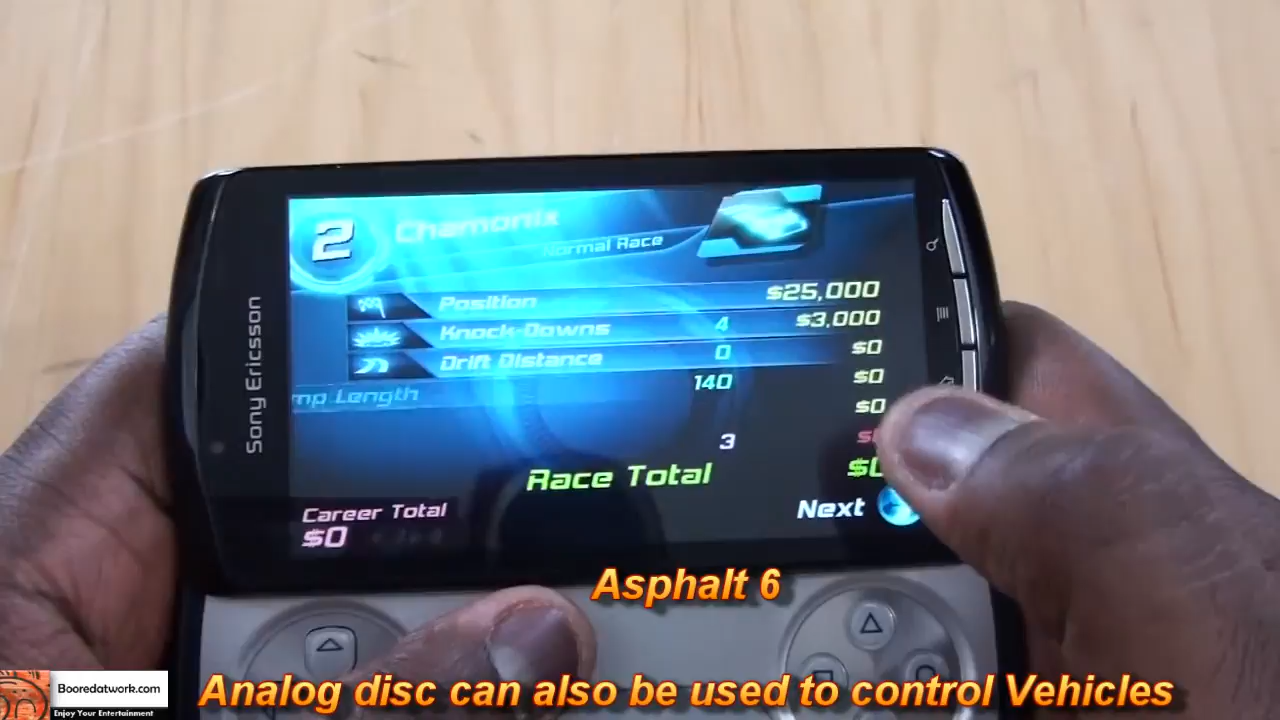 2
Chamonix
Normal Race
Position $25,000
Knock-Downs 4 $3,000
Drift Distance 0 $0
mp Length 140 $0
$0
3
Race Total
Next
Career Total
$0
Sony Ericsson
Asphalt 6
Booredatwork.com
Enjoy Your Entertainment
Analog disc can also be used to control Vehicles